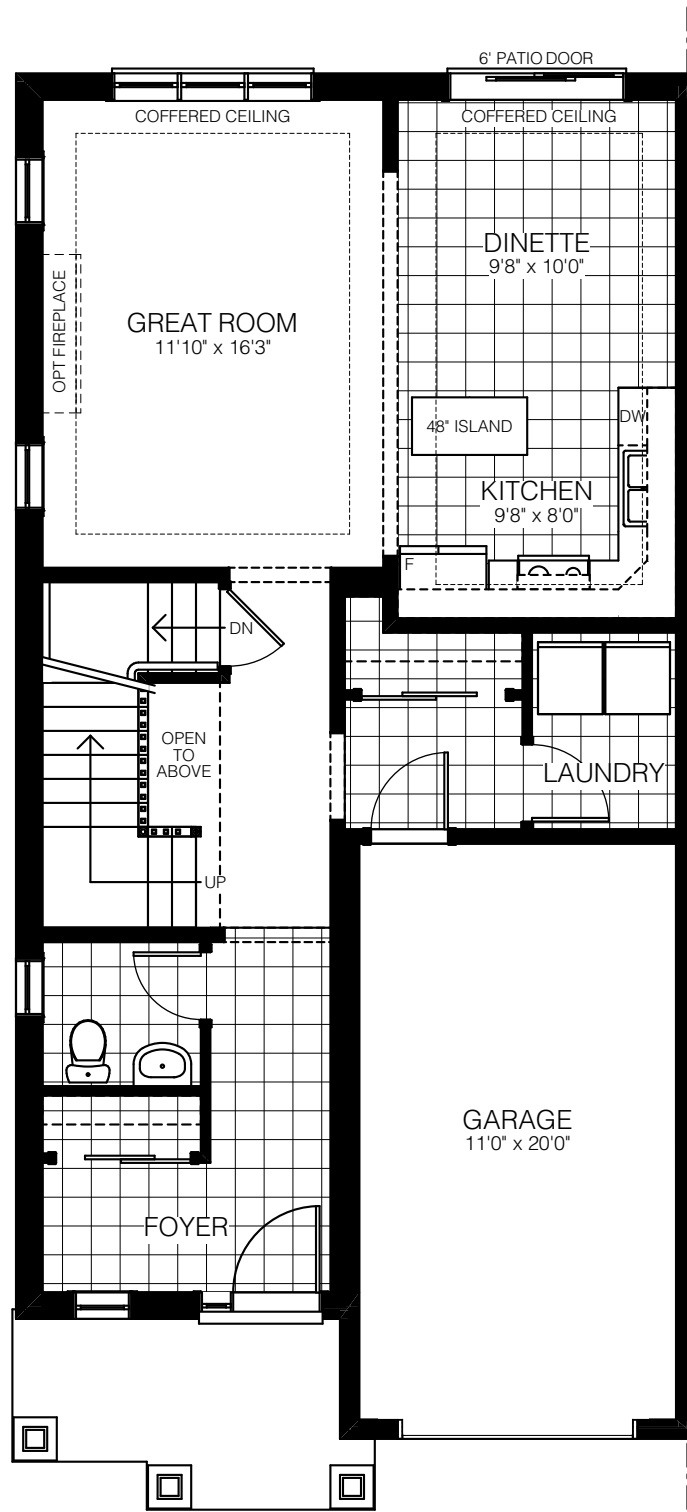 6' PATIO DOOR
COFFERED CEILING
COFFERED CEILING
DINETTE
9'8" x 10'0"
OPT FIREPLACE
GREAT ROOM
11'10" x 16'3"
48" ISLAND
DW
KITCHEN
9'8" x 8'0"
F
DN
OPEN
TO
ABOVE
LAUNDRY
UP
GARAGE
11'0" x 20'0"
FOYER